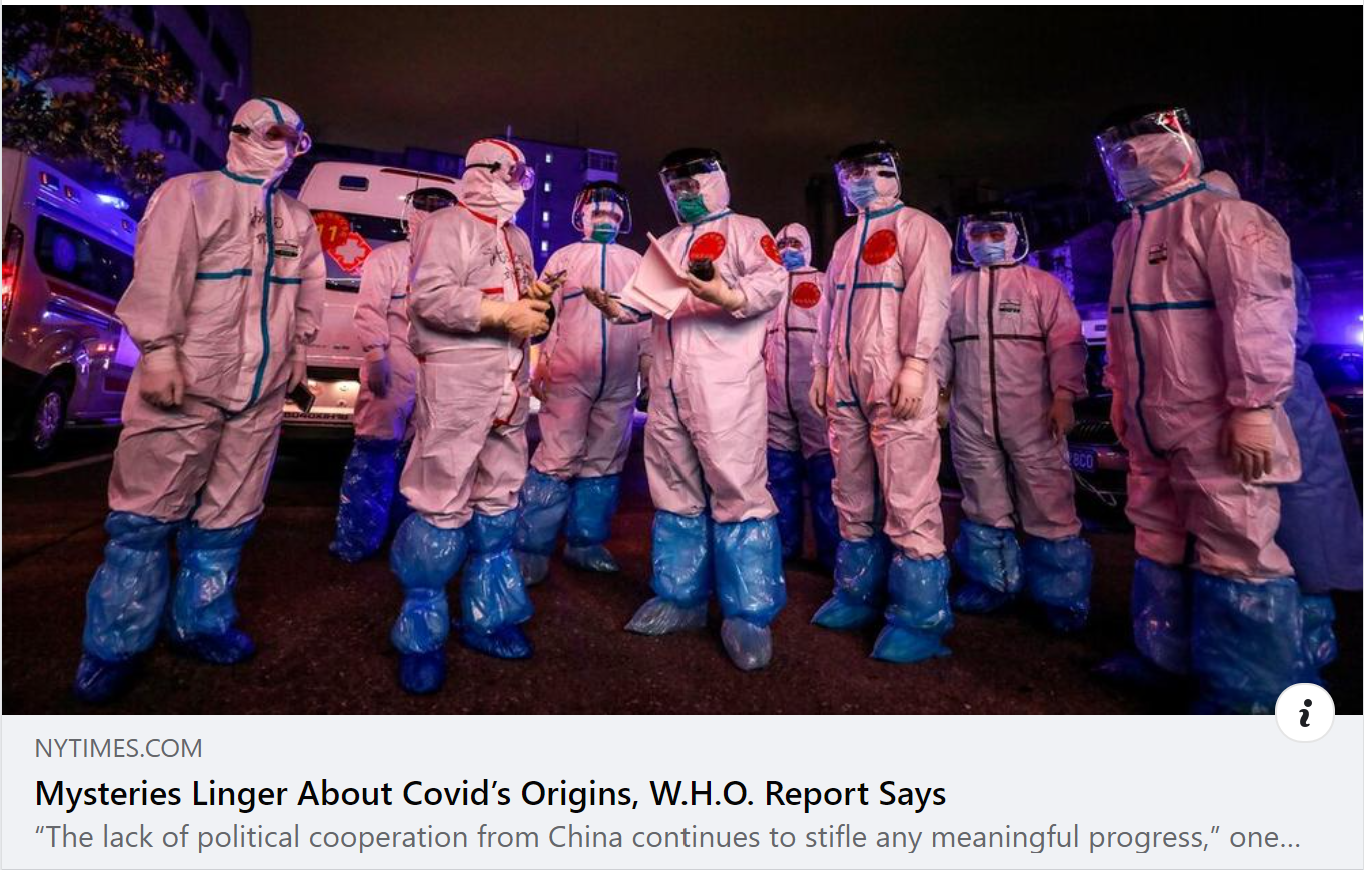 11
NYTIMES.COM
Mysteries Linger About Covid’s Origins, W.H.O. Report Says
“The lack of political cooperation from China continues to stifle any meaningful progress,” one...